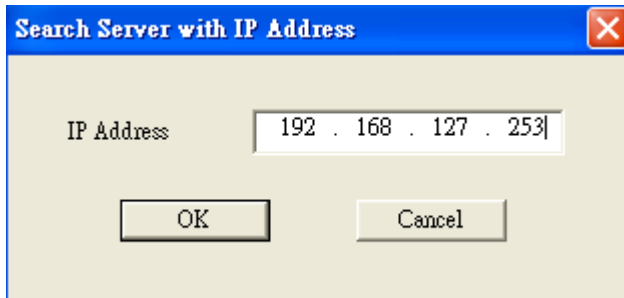 Search Server with IP Address
IP Address 192 . 168 . 127 . 253
OK Cancel